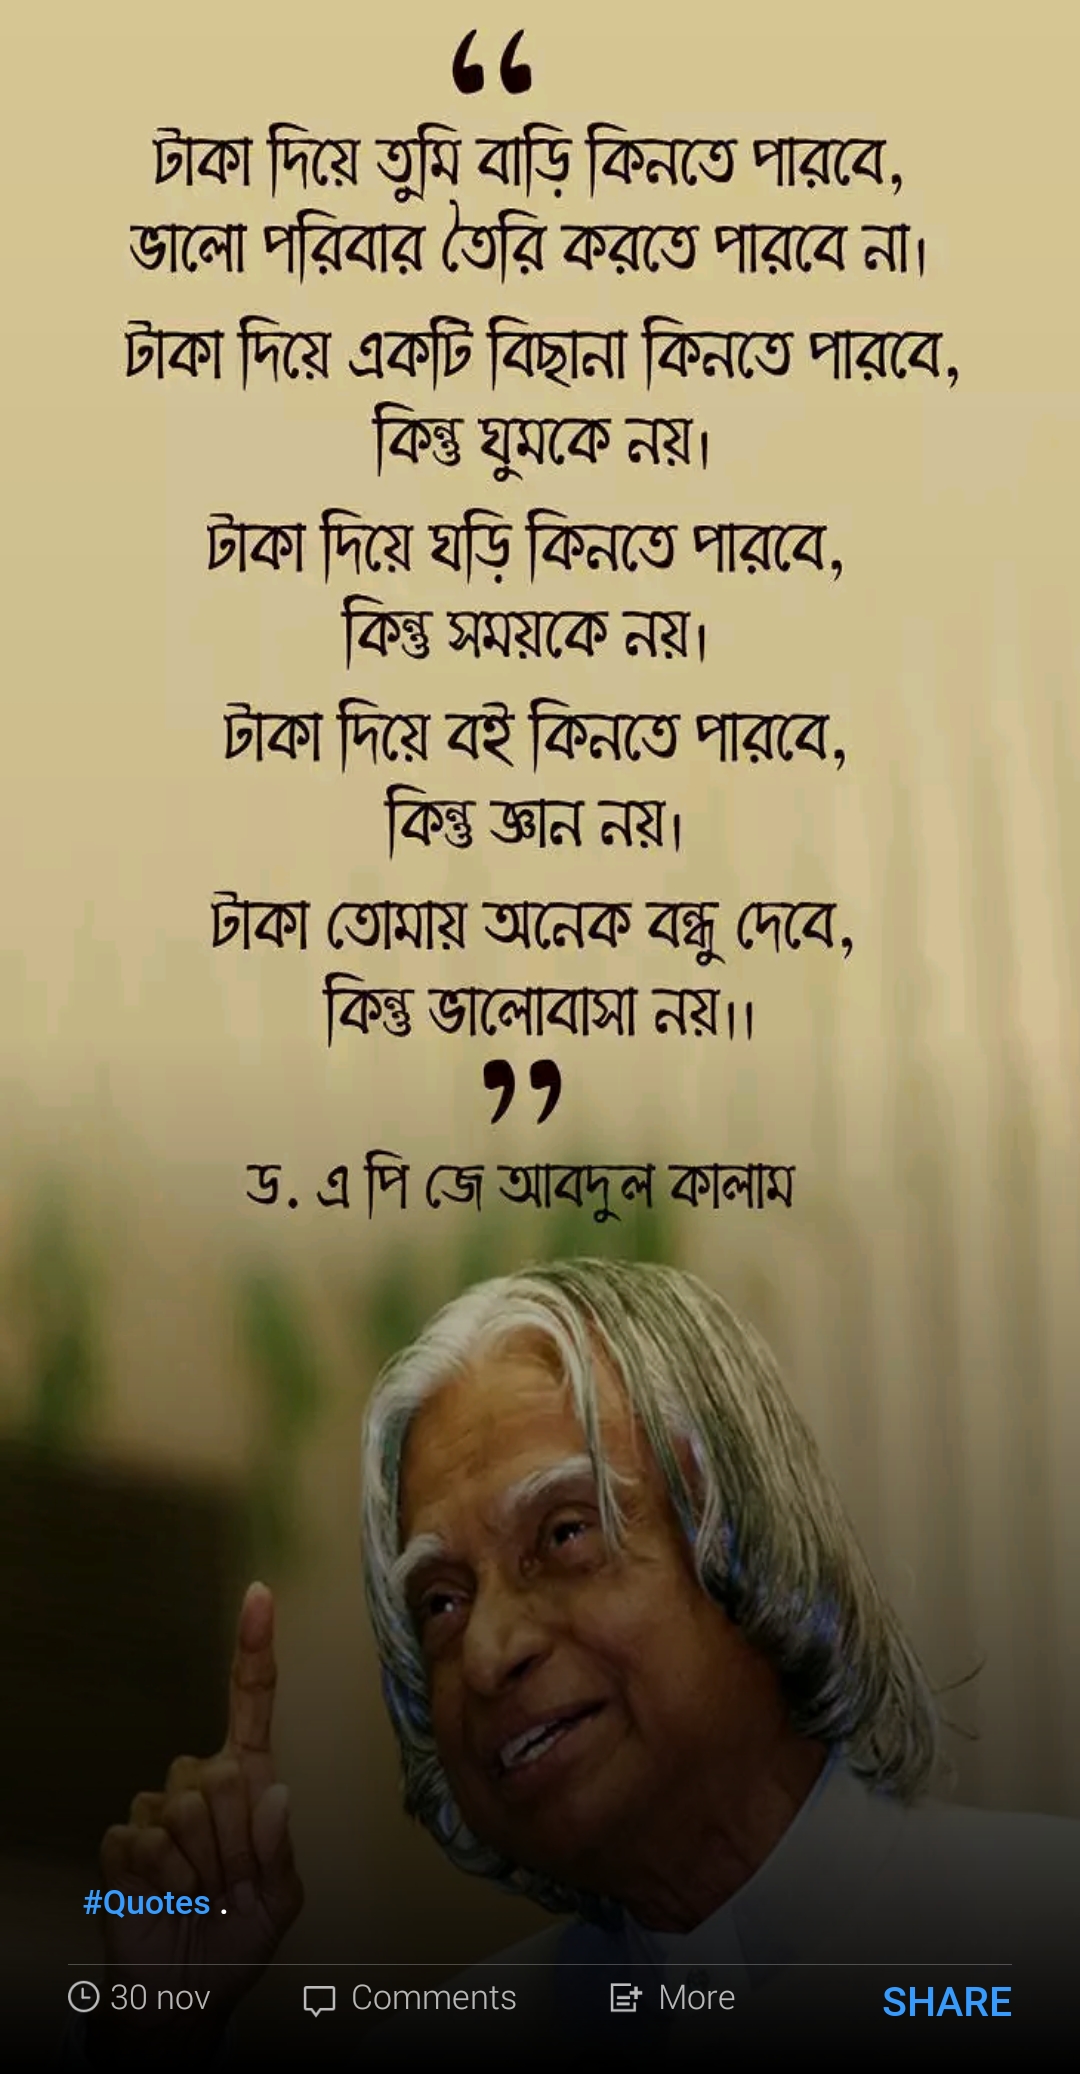 “
টাকা দিয়ে তুমি বাড়ি কিনতে পারবে,
ভালো পরিবার তৈরি করতে পারবে না।
টাকা দিয়ে একটি বিছানা কিনতে পারবে,
কিন্তু ঘুমকে নয়।
টাকা দিয়ে ঘড়ি কিনতে পারবে,
কিন্তু সময়কে নয়।
টাকা দিয়ে বই কিনতে পারবে,
কিন্তু জ্ঞান নয়।
টাকা তোমায় অনেক বন্ধু দেবে,
কিন্তু ভালোবাসা নয়।।
”
ড. এ পি জে আবদুল কালাম
#Quotes .
30 nov Comments More SHARE